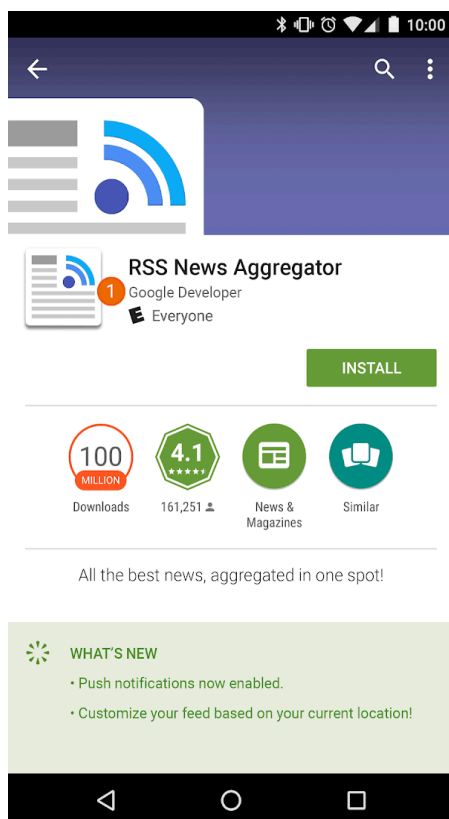 10:00
RSS News Aggregator
1
Google Developer
E Everyone
INSTALL
100
MILLION
4.1
Downloads
161,251
News &
Magazines
Similar
All the best news, aggregated in one spot!
WHAT'S NEW
• Push notifications now enabled.
• Customize your feed based on your current location!